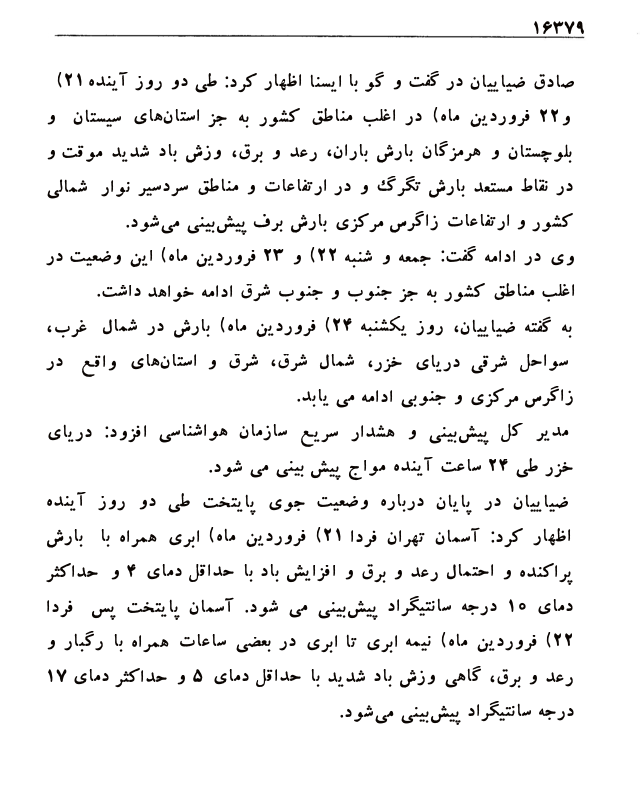 ۱۶۳۷۹
صادق ضیاییان در گفت و گو با ایسنا اظهار کرد: طی دو روز آینده ۲۱)
و۲۲ فروردین ماه) در اغلب مناطق کشور به جز استان‌های سیستان و
بلوچستان و هرمزگان بارش باران، رعد و برق، وزش باد شدید موقت و
در نقاط مستعد بارش تگرگ و در ارتفاعات و مناطق سردسیر نوار شمالی
کشور و ارتفاعات زاگرس مرکزی بارش برف پیش‌بینی می‌شود.
وی در ادامه گفت: جمعه و شنبه ۲۲) و ۲۳ فروردین ماه) این وضعیت در
اغلب مناطق کشور به جز جنوب و جنوب شرق ادامه خواهد داشت.
به گفته ضیاییان، روز یکشنبه ۲۴) فروردین ماه) بارش در شمال غرب،
سواحل شرقی دریای خزر، شمال شرق، شرق و استان‌های واقع در
زاگرس مرکزی و جنوبی ادامه می یابد.
مدیر کل پیش‌بینی و هشدار سریع سازمان هواشناسی افزود: دریای
خزر طی ۲۴ ساعت آینده مواج پیش بینی می شود.
ضیاییان در پایان درباره وضعیت جوی پایتخت طی دو روز آینده
اظهار کرد: آسمان تهران فردا ۲۱) فروردین ماه) ابری همراه با بارش
پراکنده و احتمال رعد و برق و افزایش باد با حداقل دمای ۴ و حداکثر
دمای ۱۵ درجه سانتیگراد پیش‌بینی می شود. آسمان پایتخت پس فردا
۲۲) فروردین ماه) نیمه ابری تا ابری در بعضی ساعات همراه با رگبار و
رعد و برق، گاهی وزش باد شدید با حداقل دمای ۵ و حداکثر دمای ۱۷
درجه سانتیگراد پیش‌بینی می‌شود.